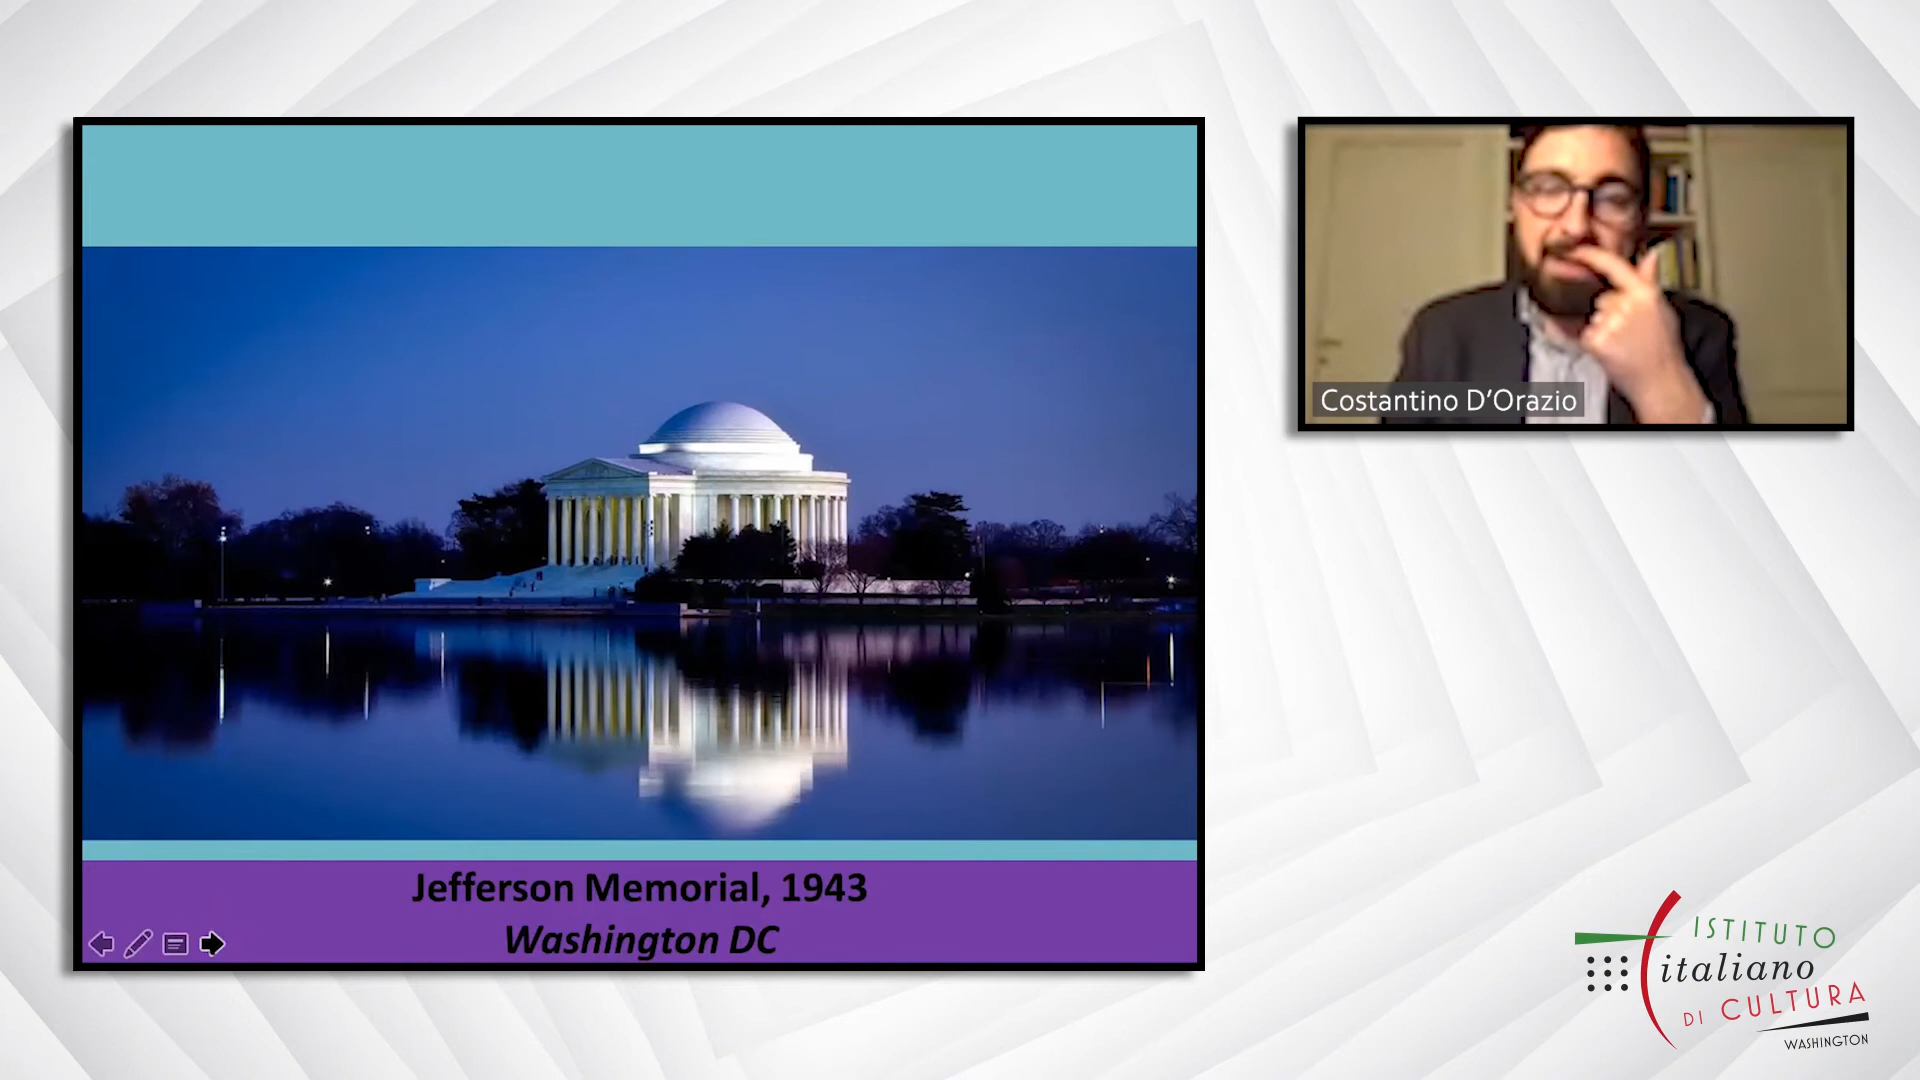 Jefferson Memorial, 1943
Washington DC
Costantino D'Orazio
ISTITUTO
italiano
DI CULTURA
WASHINGTON